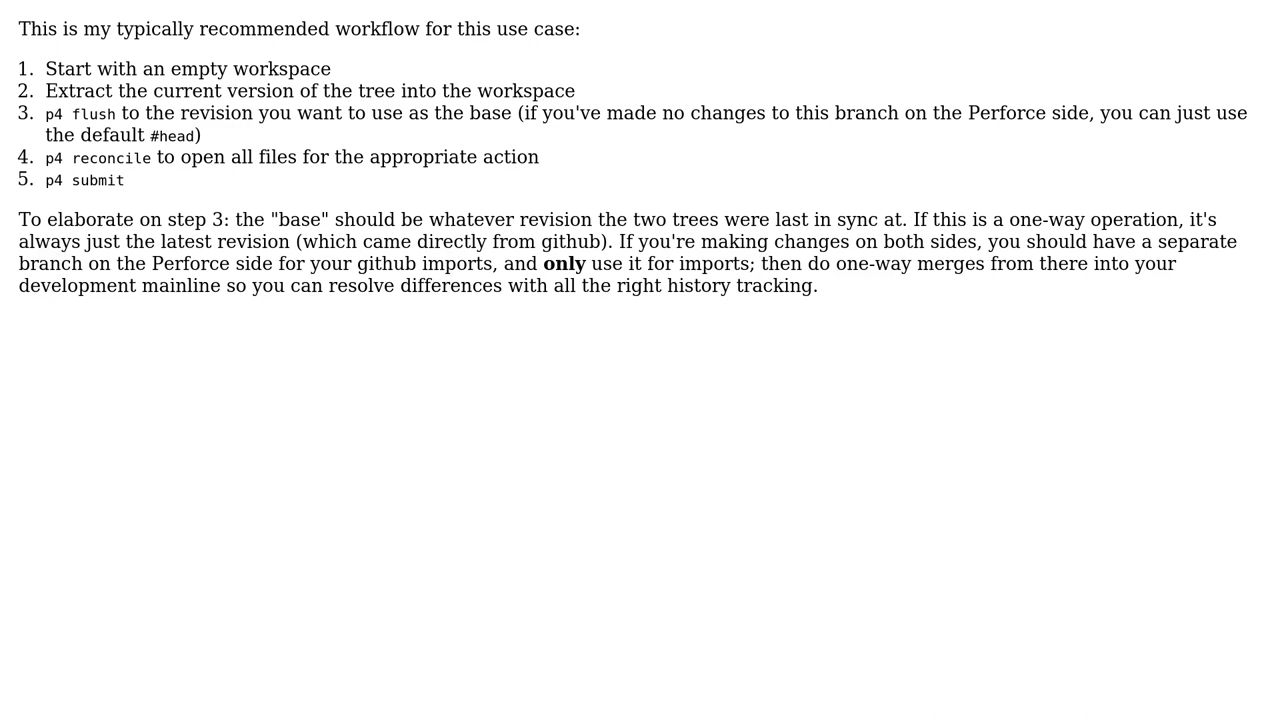 This is my typically recommended workflow for this use case:
1. Start with an empty workspace
2. Extract the current version of the tree into the workspace
3. p4 flush to the revision you want to use as the base (if you've made no changes to this branch on the Perforce side, you can just use
the default #head)
4. p4 reconcile to open all files for the appropriate action
5. p4 submit
To elaborate on step 3: the "base" should be whatever revision the two trees were last in sync at. If this is a one-way operation, it's
always just the latest revision (which came directly from github). If you're making changes on both sides, you should have a separate
branch on the Perforce side for your github imports, and only use it for imports; then do one-way merges from there into your
development mainline so you can resolve differences with all the right history tracking.